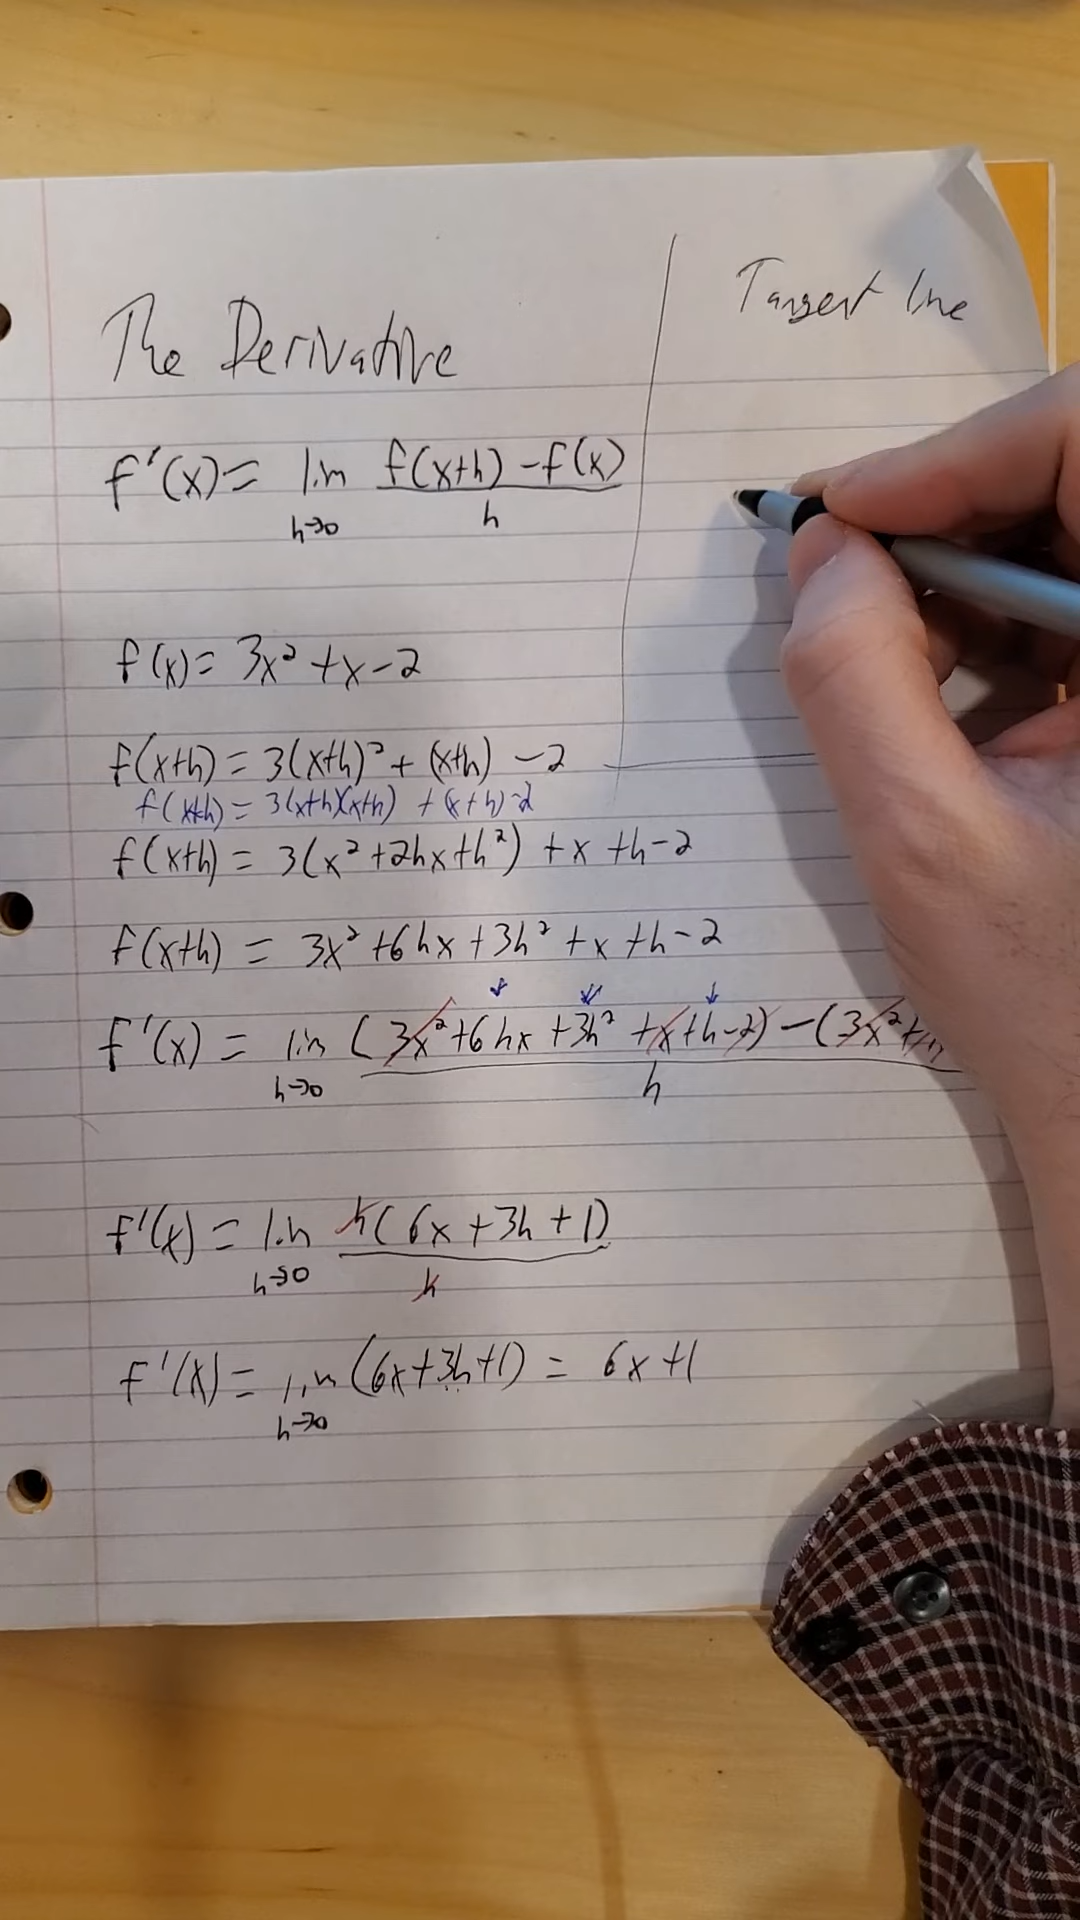 The Derivative
f'(x) = lim h→0 f(x+h) - f(x) / h
f(x) = 3x² + x - 2
f(x+h) = 3(x+h)² + (x+h) - 2
f(x+h) = 3(x+h)(x+h) + (x+h) - 2
f(x+h) = 3(x² + 2hx + h²) + x + h - 2
f(x+h) = 3x² + 6hx + 3h² + x + h - 2
f'(x) = lim h→0 (3x² + 6hx + 3h² + x + h - 2) - (3x² +
h
f'(x) = lim h→0 h(6x + 3h + 1) / h
f'(x) = lim h→0 (6x + 3h + 1) = 6x + 1
Tangent line